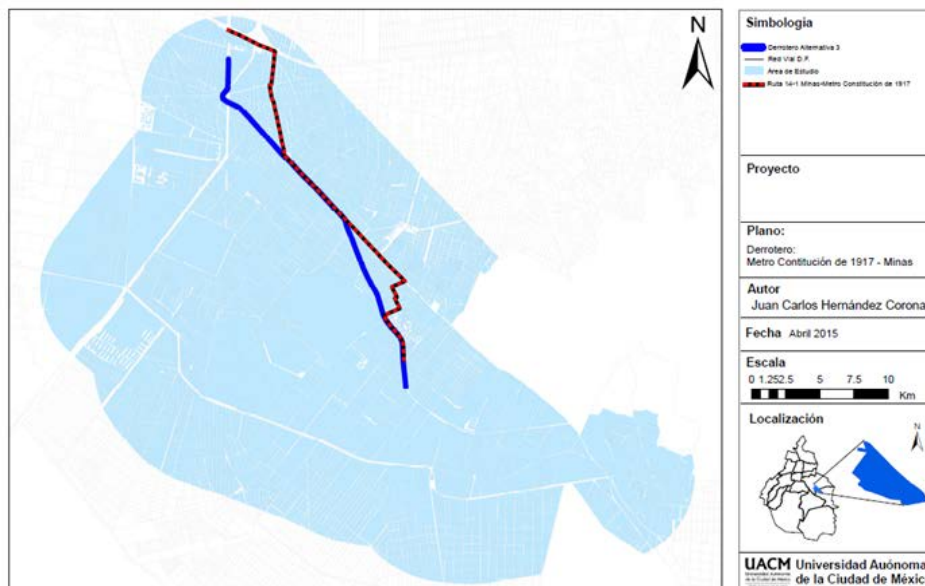 N
Simbología
Derrotero Alternativa 3
Red Vial D.F.
Area de Estudio
Ruta 14-1 Minas-Metro Constitución de 1917
Proyecto
Plano:
Derrotero:
Metro Contitución de 1917 - Minas
Autor
Juan Carlos Hernández Corona
Fecha Abril 2015
Escala
0 1.252.5 5 7.5 10
Km
Localización
N
UACM Universidad Autónoma
de la Ciudad de Méxic